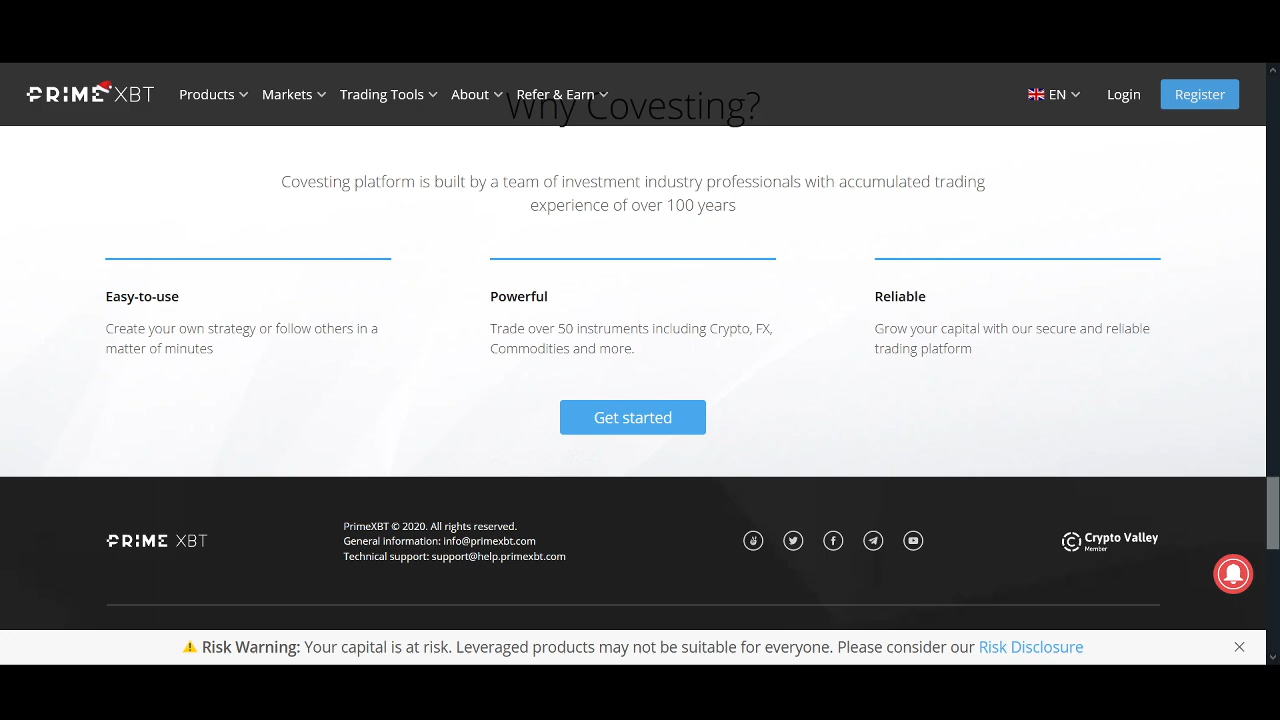 PRIME XBT
Products
Markets
Trading Tools
About
Refer & Earn
EN
Login
Register
Why Covesting?
Covesting platform is built by a team of investment industry professionals with accumulated trading
experience of over 100 years
Easy-to-use
Create your own strategy or follow others in a
matter of minutes
Powerful
Trade over 50 instruments including Crypto, FX,
Commodities and more.
Reliable
Grow your capital with our secure and reliable
trading platform
Get started
PRIME XBT
PrimeXBT © 2020. All rights reserved.
General information: info@primexbt.com
Technical support: support@help.primexbt.com
Crypto Valley
Member
Risk Warning: Your capital is at risk. Leveraged products may not be suitable for everyone. Please consider our Risk Disclosure